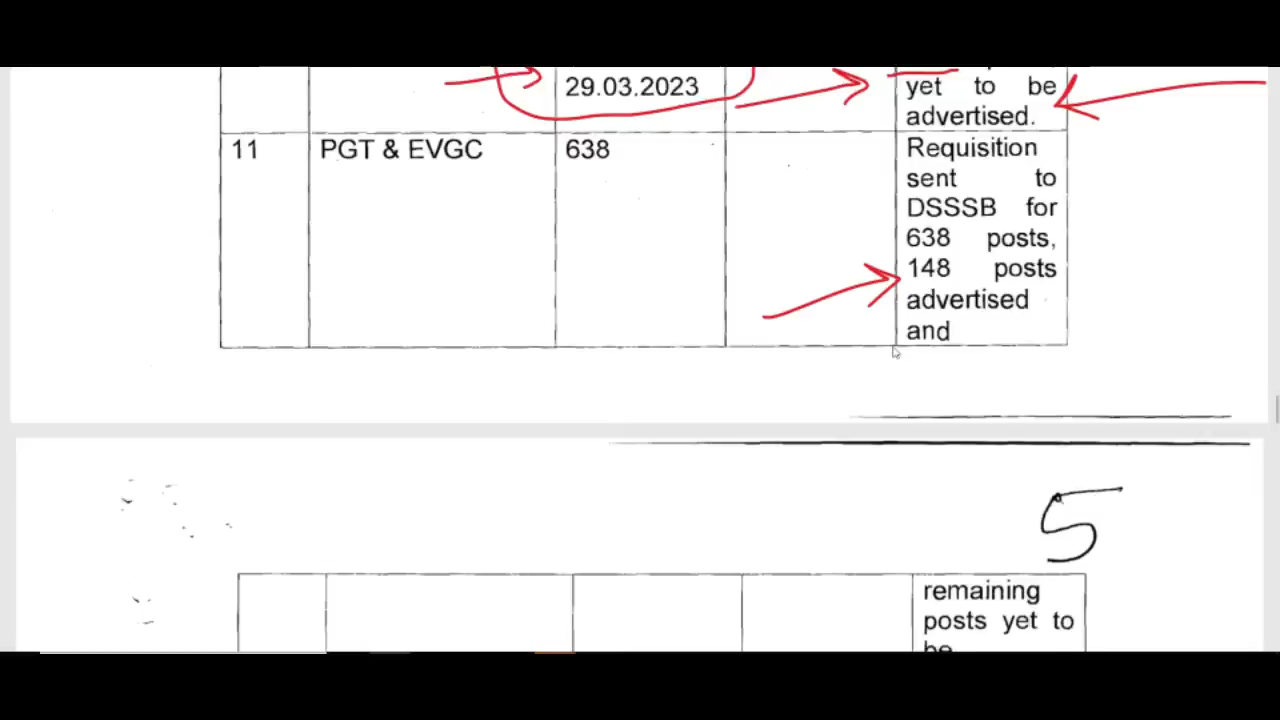 29.03.2023
yet to be
advertised.
11 PGT & EVGC 638 Requisition
sent to
DSSSB for
638 posts,
148 posts
advertised
and
5
remaining
posts yet to
be